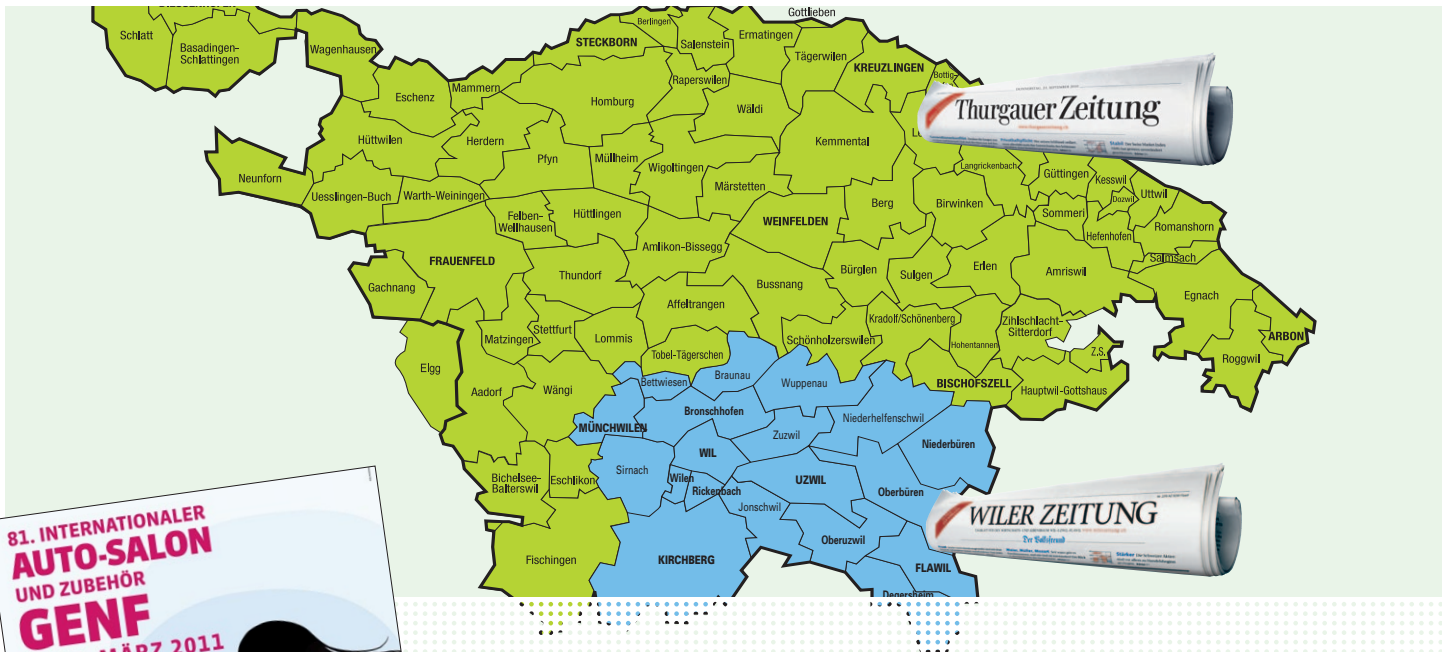 Schlatt
Basadingen-
Schlattingen
Wagenhausen
Eschenz
Mammern
STECKBORN
Berlingen
Salenstein
Ermatingen
Gottlieben
Tägerwilen
KREUZLINGEN
Bottig-
Raperswilen
Homburg
Wäldi
Kemmental
Thurgauer Zeitung
Langrickenbach
Güttingen
Kesswil
Dozwil
Uttwil
Hüttwilen
Herdern
Pfyn
Müllheim
Wigoltingen
Märstetten
Neunforn
Uesslingen-Buch
Warth-Weiningen
Felben-
Wellhausen
Hüttlingen
WEINFELDEN
Berg
Birwinken
Sommeri
Hefenhofen
Romanshorn
Salmsach
FRAUENFELD
Amlikon-Bissegg
Thundorf
Bussnang
Bürglen
Sulgen
Erlen
Amriswil
Egnach
Gachnang
Affeltrangen
Kradolf/Schönenberg
Zihlschlacht-
Sitterdorf
ARBON
Matzingen
Stettfurt
Lommis
Schönholzerswilen
Hohentannen
Z.S.
Roggwil
Elgg
Tobel-Tägerschen
Aadorf
Wängi
Bettwiesen
Braunau
Wuppenau
BISCHOFSZELL
Hauptwil-Gottshaus
MÜNCHWILEN
Bronschhofen
Zuzwil
Niederhelfenschwil
Niederbüren
WIL
Sirnach
Wilen
Rickenbach
UZWIL
Oberbüren
Bichelsee-
Balterswil
Eschlikon
Jonschwil
WILER ZEITUNG
Der Volksfreund
Oberuzwil
Fischingen
KIRCHBERG
FLAWIL
Degersheim
81. INTERNATIONALER
AUTO-SALON
UND ZUBEHÖR
GENF
MÄRZ 2011